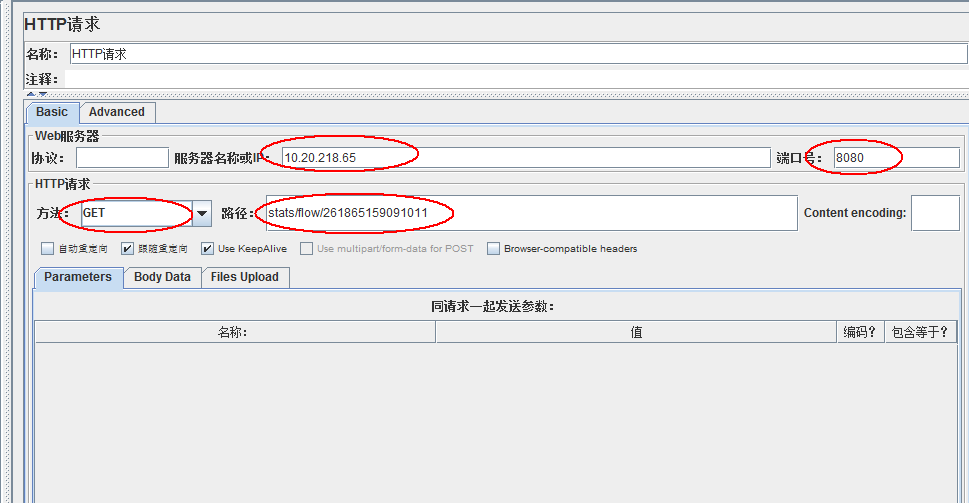 HTTP请求
名称： HTTP请求
注释：
Basic Advanced
Web服务器
协议： 服务器名称或IP： 10.20.218.65 端口号： 8080
HTTP请求
方法： GET 路径： stats/flow/261865159091011 Content encoding:
自动重定向 跟随重定向 Use KeepAlive Use multipart/form-data for POST Browser-compatible headers
Parameters Body Data Files Upload
同请求一起发送参数：
名称： 值 编码? 包含等于?